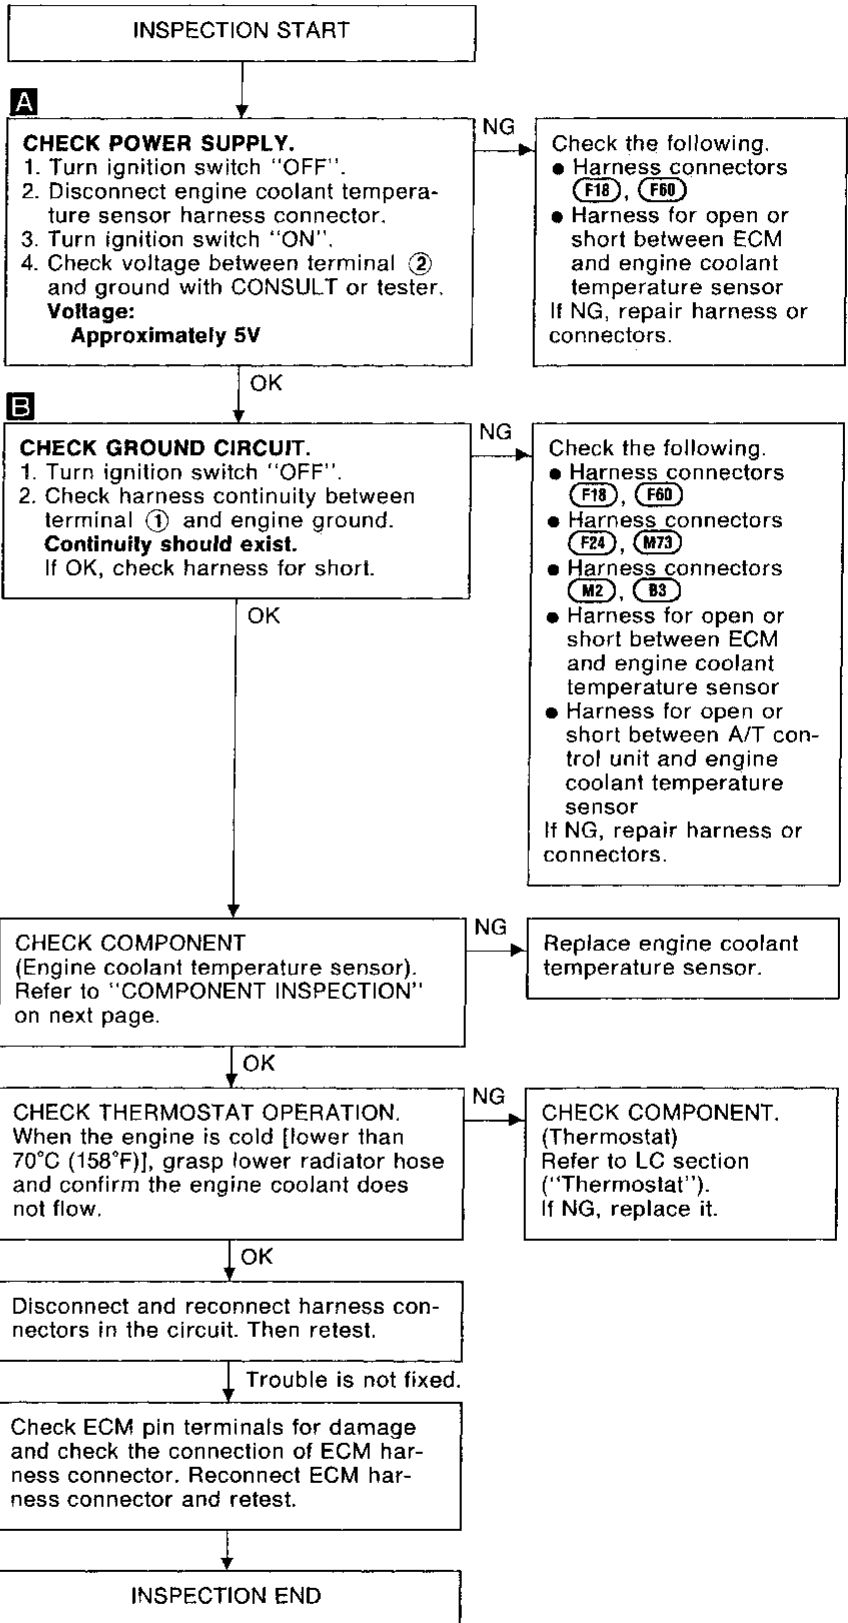 INSPECTION START
A
CHECK POWER SUPPLY.
1. Turn ignition switch "OFF".
2. Disconnect engine coolant tempera-
ture sensor harness connector.
3. Turn ignition switch "ON".
4. Check voltage between terminal ②
and ground with CONSULT or tester.
Voltage:
Approximately 5V
NG
Check the following.
● Harness connectors
F18, F60
● Harness for open or
short between ECM
and engine coolant
temperature sensor
If NG, repair harness or
connectors.
OK
B
CHECK GROUND CIRCUIT.
1. Turn ignition switch "OFF".
2. Check harness continuity between
terminal ① and engine ground.
Continuity should exist.
If OK, check harness for short.
NG
Check the following.
● Harness connectors
F18, F60
● Harness connectors
F24, M73
● Harness connectors
M2, B3
● Harness for open or
short between ECM
and engine coolant
temperature sensor
● Harness for open or
short between A/T con-
trol unit and engine
coolant temperature
sensor
If NG, repair harness or
connectors.
OK
CHECK COMPONENT
(Engine coolant temperature sensor).
Refer to "COMPONENT INSPECTION"
on next page.
NG
Replace engine coolant
temperature sensor.
OK
CHECK THERMOSTAT OPERATION.
When the engine is cold [lower than
70°C (158°F)], grasp lower radiator hose
and confirm the engine coolant does
not flow.
NG
CHECK COMPONENT.
(Thermostat)
Refer to LC section
("Thermostat").
If NG, replace it.
OK
Disconnect and reconnect harness con-
nectors in the circuit. Then retest.
Trouble is not fixed.
Check ECM pin terminals for damage
and check the connection of ECM har-
ness connector. Reconnect ECM har-
ness connector and retest.
INSPECTION END